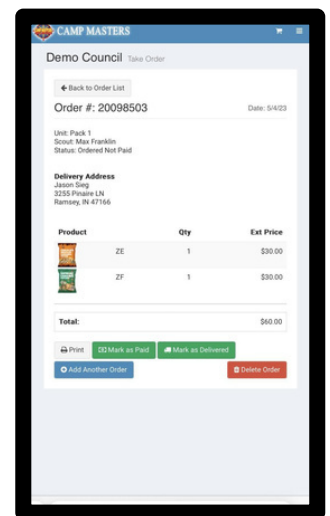 CAMP MASTERS
Demo Council Take Order
Back to Order List
Order #: 20098503 Date: 5/4/23
Unit: Pack 1
Scout: Max Franklin
Status: Ordered Not Paid
Delivery Address
Jason Sieg
3255 Pinaire LN
Ramsey, IN 47166
Product Qty Ext Price
ZE 1 $30.00
ZF 1 $30.00
Total: $60.00
Print Mark as Paid Mark as Delivered
Add Another Order Delete Order